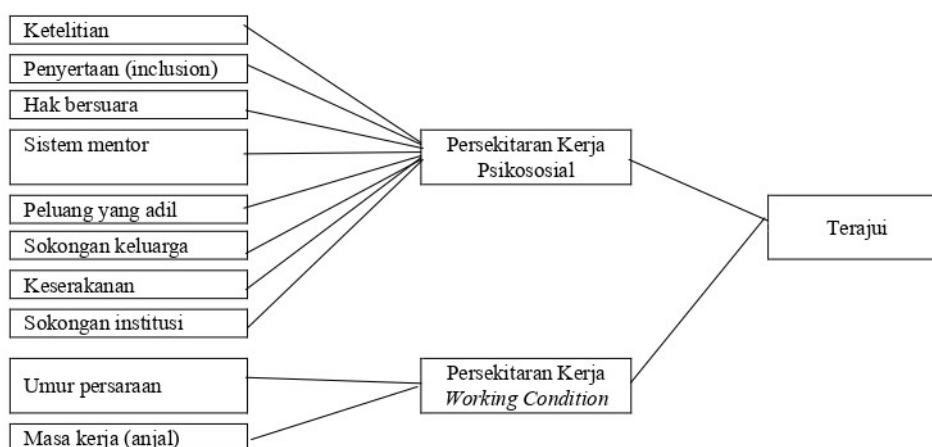 Ketelitian
Penyertaan (inclusion)
Hak bersuara
Sistem mentor
Peluang yang adil
Sokongan keluarga
Keserakanan
Sokongan institusi
Umur persaraan
Masa kerja (anjal)
Persekitaran Kerja
Psikososial
Persekitaran Kerja
Working Condition
Terajui